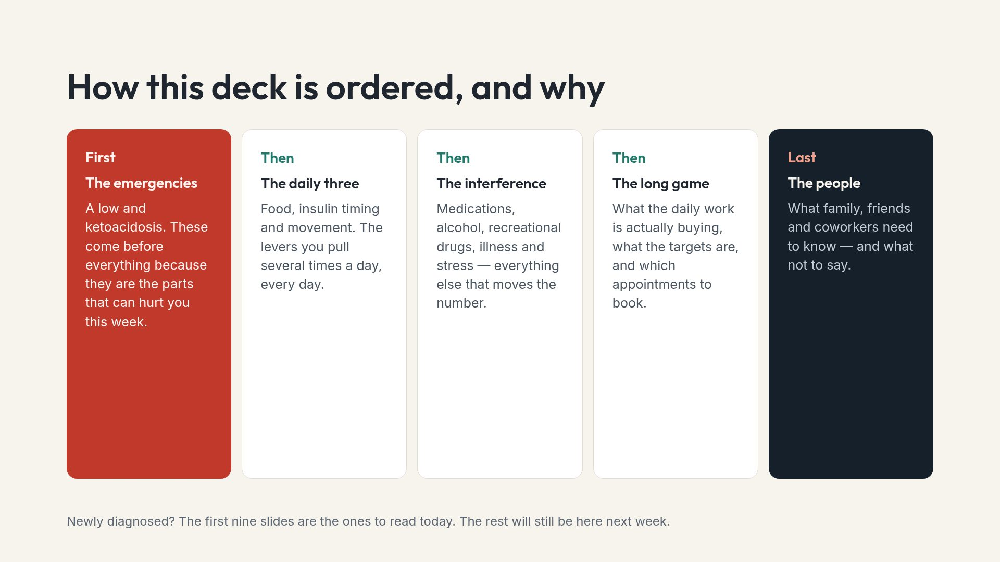 How this deck is ordered, and why
First
The emergencies
A low and
ketoacidosis. These
come before
everything because
they are the parts
that can hurt you
this week.
Then
The daily three
Food, insulin timing
and movement. The
levers you pull
several times a day,
every day.
Then
The interference
Medications,
alcohol, recreational
drugs, illness and
stress — everything
else that moves the
number.
Then
The long game
What the daily work
is actually buying,
what the targets are,
and which
appointments to
book.
Last
The people
What family, friends
and coworkers need
to know — and what
not to say.
Newly diagnosed? The first nine slides are the ones to read today. The rest will still be here next week.